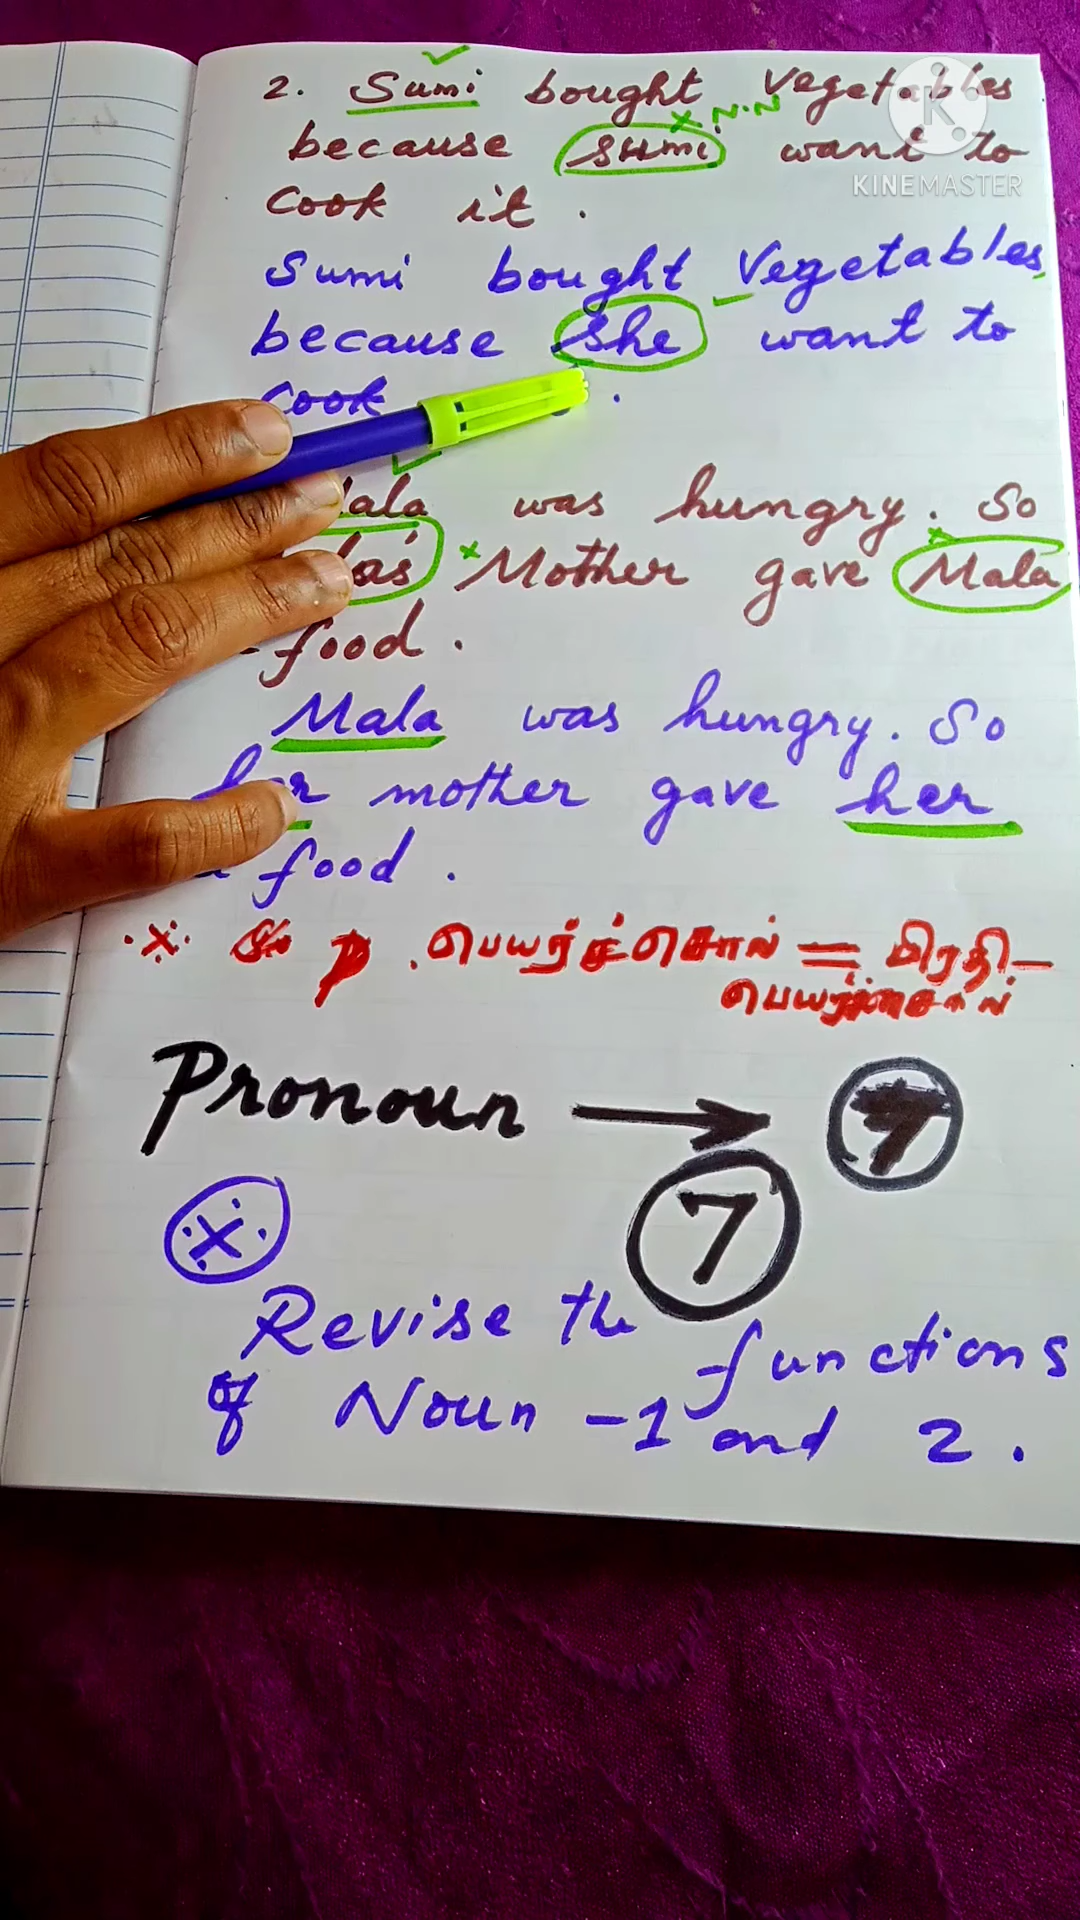 2. Sumi bought Vegetables
X.N.N
because sumi want to
cook it .
Sumi bought Vegetables
because she want to
cook .
was hungry. So
Mother gave Mala
food .
Mala was hungry. So
her mother gave her
food .
பெயர்ச்சொல் = பிரதி-
பெயர்ச்சொல்
Pronoun → 7
7
Revise the functions
of Noun -1 and 2 .
K
KINEMASTER